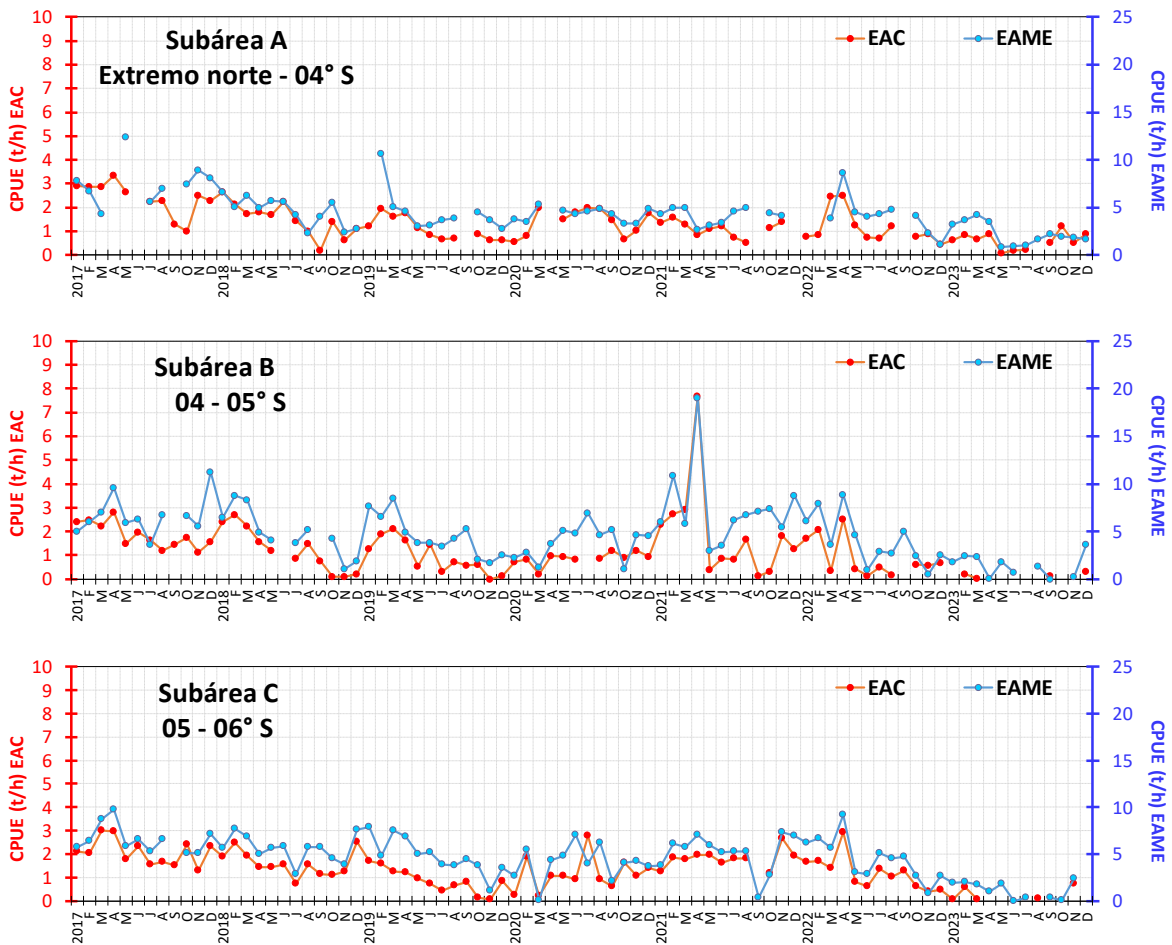 Subárea A
Extremo norte - 04° S
EAC EAME
CPUE (t/h) EAC
10
9
8
7
6
5
4
3
2
1
0
25
20
15
10
5
0
CPUE (t/h) EAME
2017 F M A M J A S O N D 2018 F M A M J J A S O N D 2019 F M A M J J A O N D 2020 F M M J J A S O N D 2021 F M A M J J A O N 2022 F M A M J J A O N D 2023 F M A M J J A S O N D
Subárea B
04 - 05° S
EAC EAME
CPUE (t/h) EAC
10
9
8
7
6
5
4
3
2
1
0
25
20
15
10
5
0
CPUE (t/h) EAME
2017 F M A M J J A S O N D 2018 F M A M J A S O N D 2019 F M A M J J A S O N D 2020 F M A M J J A S O N D 2021 F M A M J J A S O N D 2022 F M A M J J A S O N D 2023 F M A M J A S N D
Subárea C
05 - 06° S
EAC EAME
CPUE (t/h) EAC
10
9
8
7
6
5
4
3
2
1
0
25
20
15
10
5
0
CPUE (t/h) EAME
2017 F M A M J J A S O N D 2018 F M A M J J A S O N D 2019 F M A M J J A S O N D 2020 F M A M J J A S O N D 2021 F M A M J J A S O N D 2022 F M A M J J A S O N D 2023 F M A M J J A S O N D